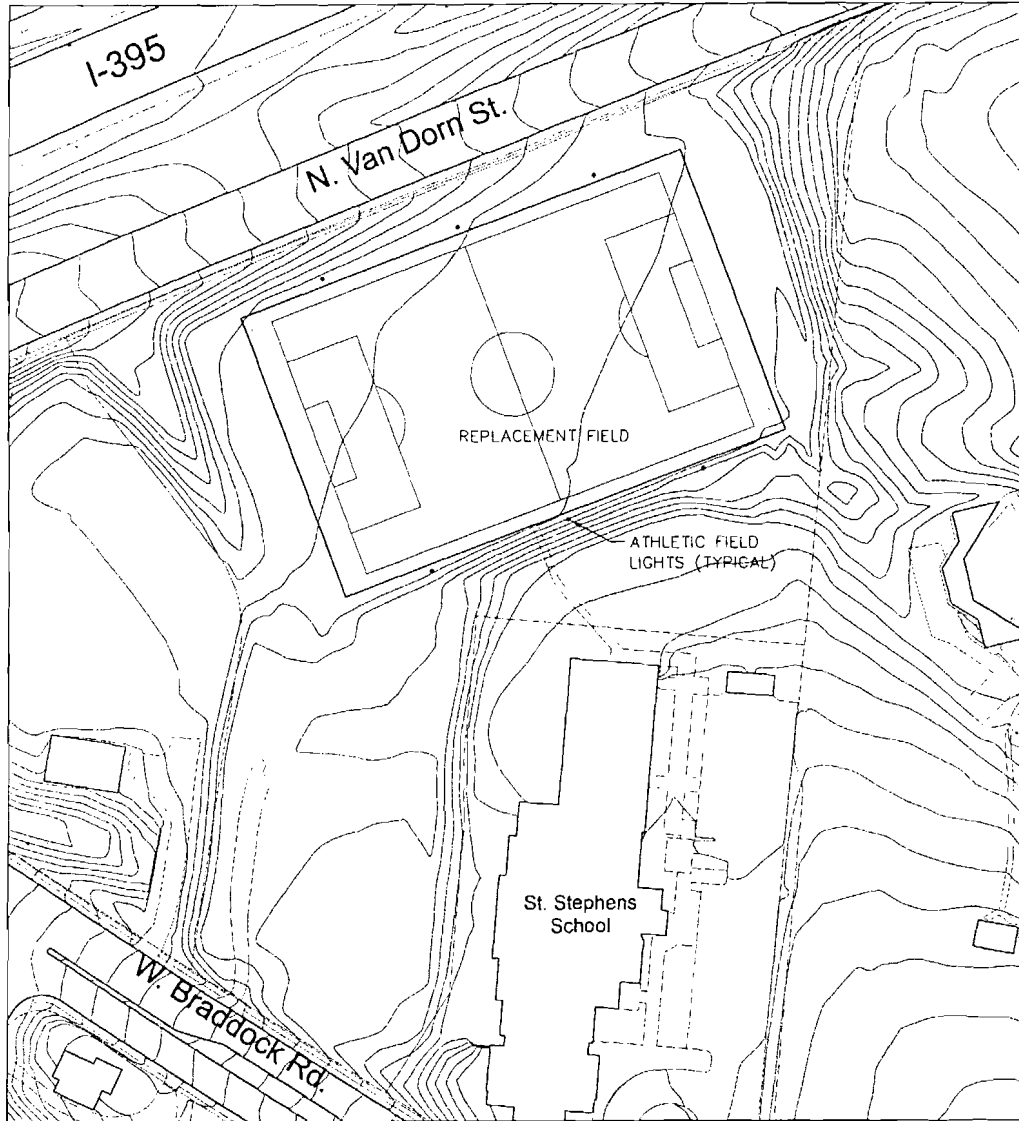 I-395
N. Van Dorn St.
REPLACEMENT FIELD
ATHLETIC FIELD
LIGHTS (TYPICAL)
St. Stephens
School
W. Braddock Rd.